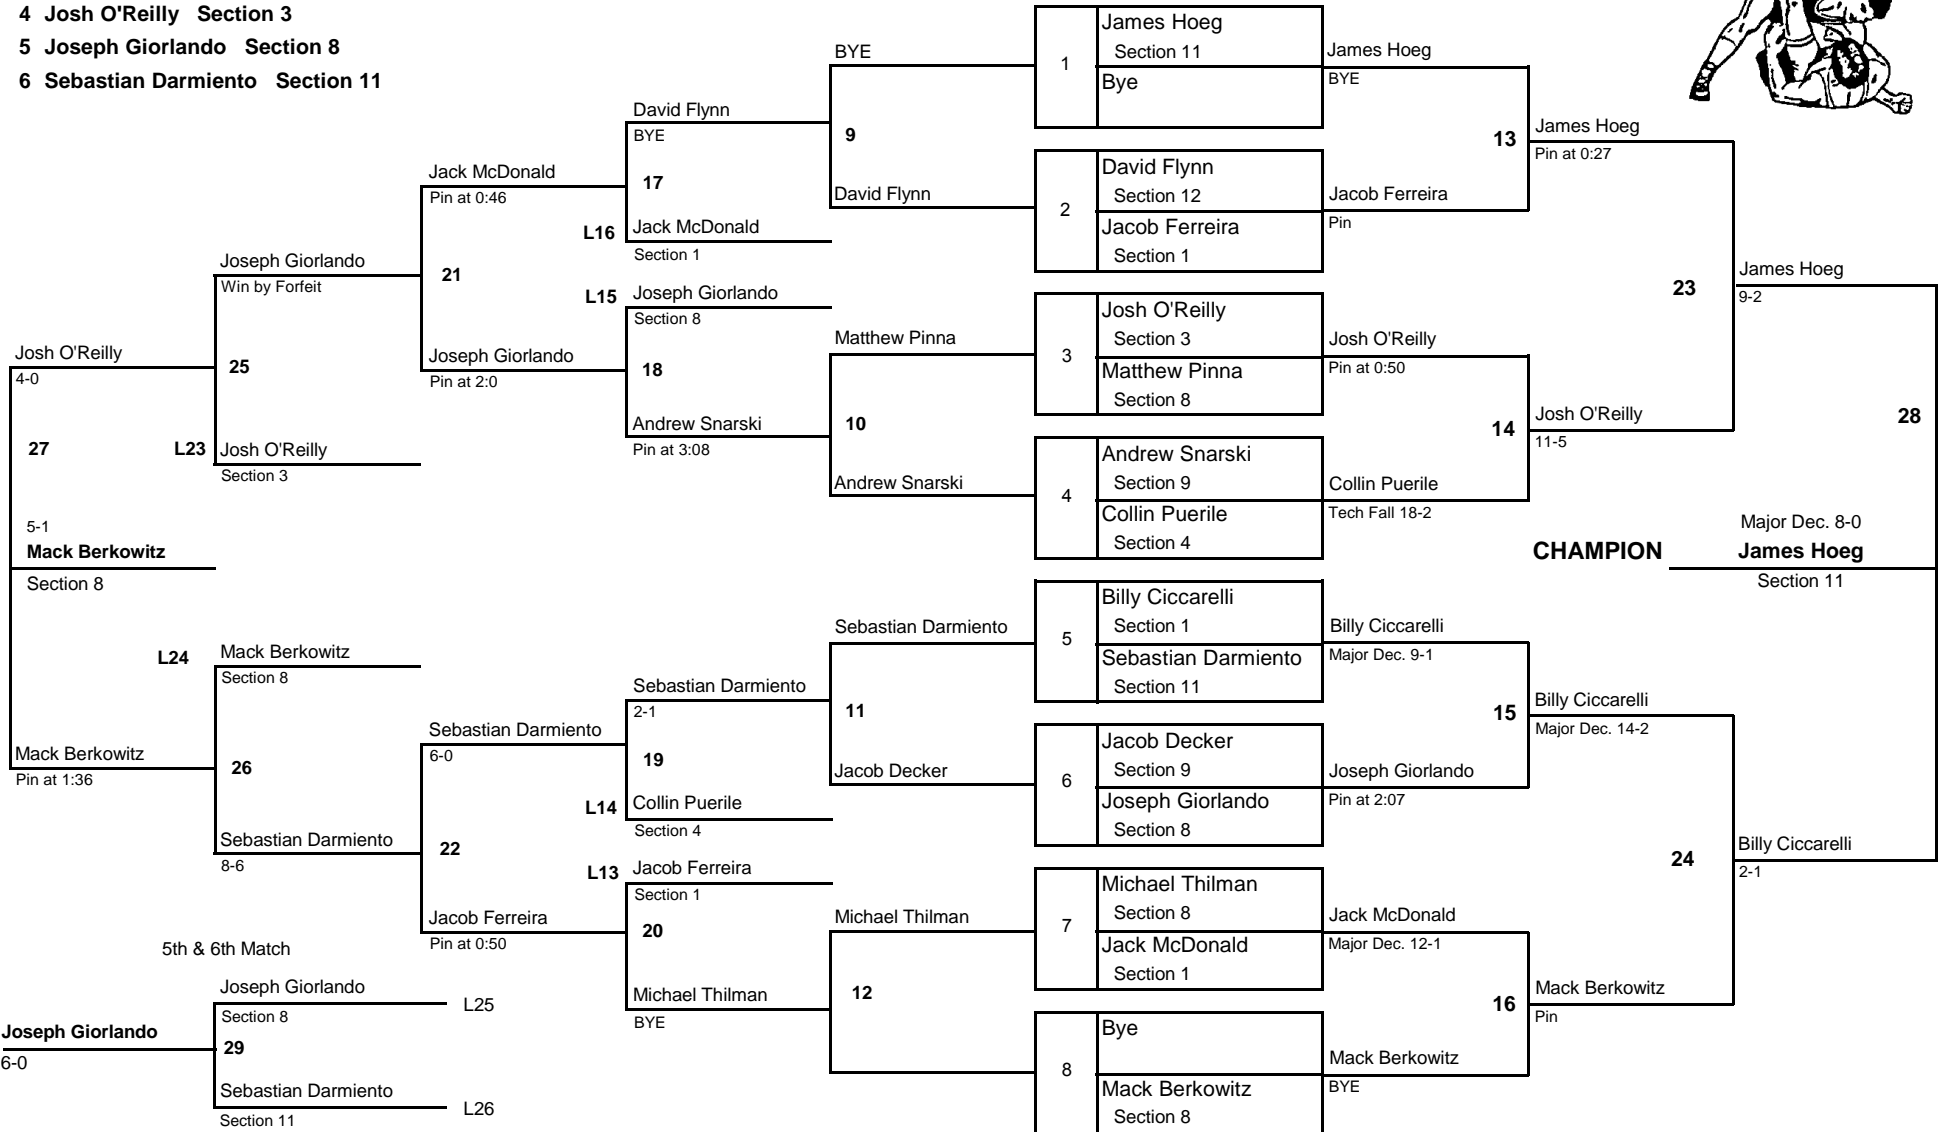 4 Josh O'Reilly Section 3
5 Joseph Giorlando Section 8
6 Sebastian Darmiento Section 11
Josh O'Reilly
4-0
27
5-1
Mack Berkowitz
Section 8
Mack Berkowitz
Pin at 1:36
5th & 6th Match
Joseph Giorlando
6-0
Joseph Giorlando
Win by Forfeit
25
L23 Josh O'Reilly
Section 3
L24
Mack Berkowitz
Section 8
26
Sebastian Darmiento
8-6
Joseph Giorlando
L25
Section 8
29
Sebastian Darmiento
L26
Section 11
Jack McDonald
Pin at 0:46
21
Joseph Giorlando
Pin at 2:0
Sebastian Darmiento
6-0
22
Jacob Ferreira
Pin at 0:50
David Flynn
BYE
17
L16 Jack McDonald
Section 1
L15 Joseph Giorlando
Section 8
18
Andrew Snarski
Pin at 3:08
Sebastian Darmiento
2-1
19
L14 Collin Puerile
Section 4
L13 Jacob Ferreira
Section 1
20
Michael Thilman
BYE
BYE
9
David Flynn
Matthew Pinna
10
Andrew Snarski
Sebastian Darmiento
11
Jacob Decker
Michael Thilman
12
1
James Hoeg
Section 11
Bye
2
David Flynn
Section 12
Jacob Ferreira
Section 1
3
Josh O'Reilly
Section 3
Matthew Pinna
Section 8
4
Andrew Snarski
Section 9
Collin Puerile
Section 4
5
Billy Ciccarelli
Section 1
Sebastian Darmiento
Section 11
6
Jacob Decker
Section 9
Joseph Giorlando
Section 8
7
Michael Thilman
Section 8
Jack McDonald
Section 1
8
Bye
Mack Berkowitz
Section 8
James Hoeg
BYE
13
Jacob Ferreira
Pin
Josh O'Reilly
Pin at 0:50
14
Collin Puerile
Tech Fall 18-2
Billy Ciccarelli
Major Dec. 9-1
15
Joseph Giorlando
Pin at 2:07
Jack McDonald
Major Dec. 12-1
16
Mack Berkowitz
BYE
James Hoeg
Pin at 0:27
23
Josh O'Reilly
11-5
Billy Ciccarelli
Major Dec. 14-2
24
Mack Berkowitz
Pin
James Hoeg
9-2
28
Major Dec. 8-0
CHAMPION James Hoeg
Section 11
Billy Ciccarelli
2-1